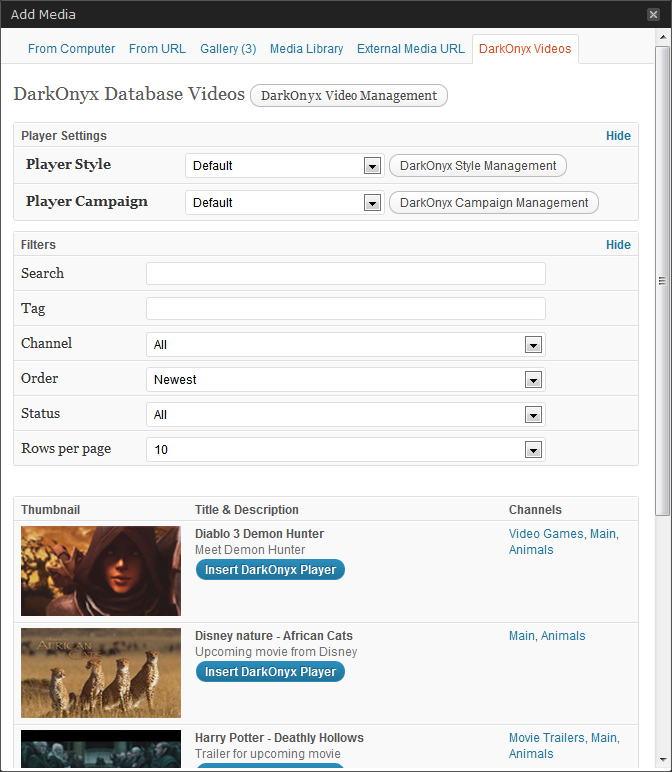 Add Media
From Computer From URL Gallery (3) Media Library External Media URL DarkOnyx Videos
DarkOnyx Database Videos DarkOnyx Video Management
Player Settings Hide
Player Style Default DarkOnyx Style Management
Player Campaign Default DarkOnyx Campaign Management
Filters Hide
Search
Tag
Channel All
Order Newest
Status All
Rows per page 10
Thumbnail Title & Description Channels
Diablo 3 Demon Hunter Video Games, Main,
Meet Demon Hunter Animals
Insert DarkOnyx Player
AFRICAN
CATS
Disney nature - African Cats Main, Animals
Upcoming movie from Disney
Insert DarkOnyx Player
Harry Potter - Deathly Hollows Movie Trailers, Main,
Trailer for upcoming movie Animals